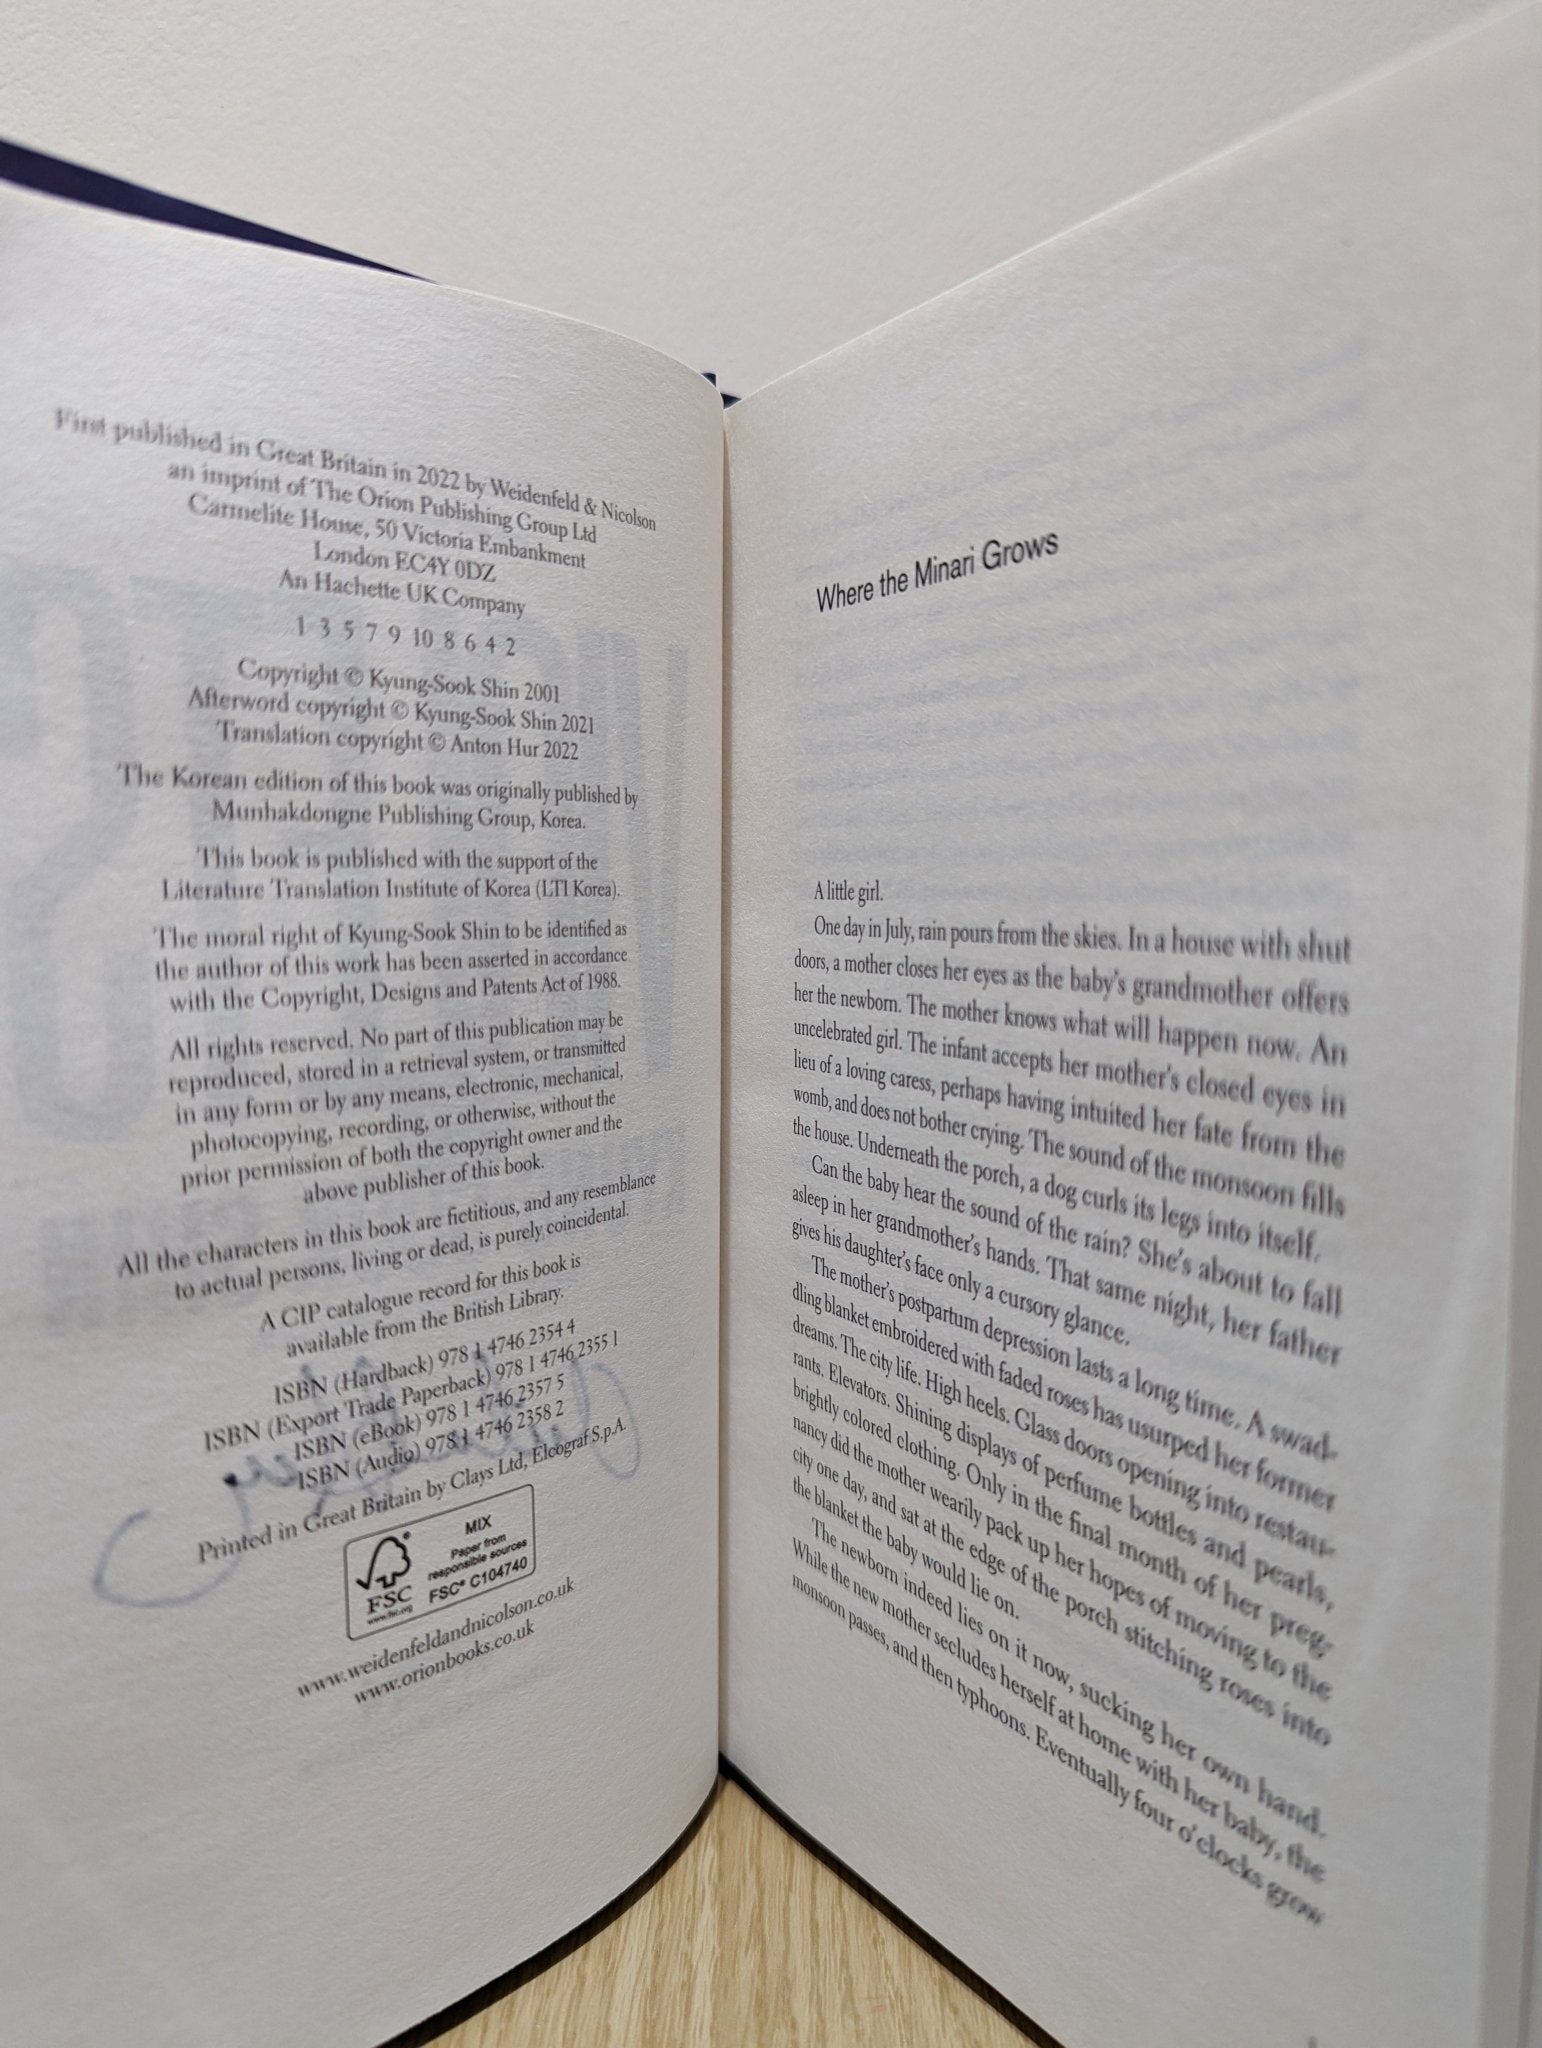 First published in Great Britain in 2022 by Weidenfeld & Nicolson
an imprint of The Orion Publishing Group Ltd
Carmelite House, 50 Victoria Embankment
London EC4Y 0DZ
An Hachette UK Company
1 3 5 7 9 10 8 6 4 2
Copyright © Kyung-Sook Shin 2001
Afterword copyright © Kyung-Sook Shin 2021
Translation copyright © Anton Hur 2022
The Korean edition of this book was originally published by
Munhakdongne Publishing Group, Korea.
This book is published with the support of the
Literature Translation Institute of Korea (LTI Korea).
The moral right of Kyung-Sook Shin to be identified as
the author of this work has been asserted in accordance
with the Copyright, Designs and Patents Act of 1988.
All rights reserved. No part of this publication may be
reproduced, stored in a retrieval system, or transmitted
in any form or by any means, electronic, mechanical,
photocopying, recording, or otherwise, without the
prior permission of both the copyright owner and the
above publisher of this book.
All the characters in this book are fictitious, and any resemblance
to actual persons, living or dead, is purely coincidental.
A CIP catalogue record for this book is
available from the British Library.
ISBN (Hardback) 978 1 4746 2354 4
ISBN (Export Trade Paperback) 978 1 4746 2355 1
ISBN (eBook) 978 1 4746 2357 5
ISBN (Audio) 978 1 4746 2358 2
Printed in Great Britain by Clays Ltd, Elcograf S.p.A.
FSC
www.fsc.org
MIX
Paper from
responsible sources
FSC® C104740
www.weidenfeldandnicolson.co.uk
www.orionbooks.co.uk
Where the Minari Grows
A little girl.
One day in July, rain pours from the skies. In a house with shut
doors, a mother closes her eyes as the baby's grandmother offers
her the newborn. The mother knows what will happen now. An
uncelebrated girl. The infant accepts her mother's closed eyes in
lieu of a loving caress, perhaps having intuited her fate from the
womb, and does not bother crying. The sound of the monsoon fills
the house. Underneath the porch, a dog curls its legs into itself.
Can the baby hear the sound of the rain? She's about to fall
asleep in her grandmother's hands. That same night, her father
gives his daughter's face only a cursory glance.
The mother's postpartum depression lasts a long time. A swad-
dling blanket embroidered with faded roses has usurped her former
dreams. The city life. High heels. Glass doors opening into restau-
rants. Elevators. Shining displays of perfume bottles and pearls,
brightly colored clothing. Only in the final month of her preg-
nancy did the mother wearily pack up her hopes of moving to the
city one day, and sat at the edge of the porch stitching roses into
the blanket the baby would lie on.
The newborn indeed lies on it now, sucking her own hand.
While the new mother secludes herself at home with her baby, the
monsoon passes, and then typhoons. Eventually four o'clocks grow